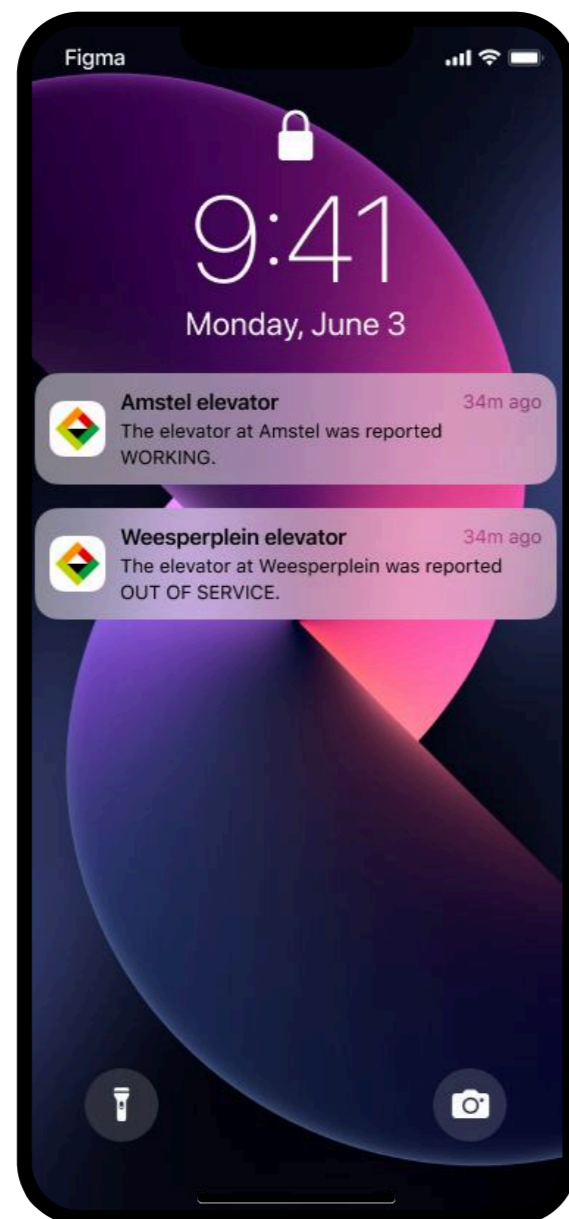 Figma
9:41
Monday, June 3
Amstel elevator 34m ago
The elevator at Amstel was reported
WORKING.
Weesperplein elevator 34m ago
The elevator at Weesperplein was reported
OUT OF SERVICE.